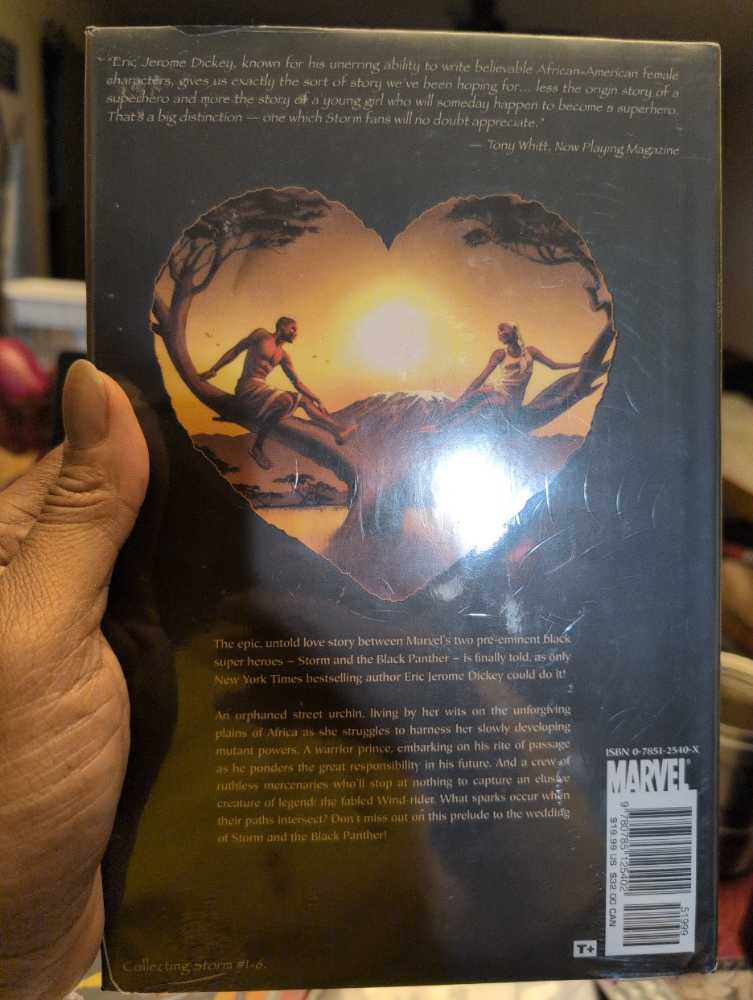 "Eric Jerome Dickey, known for his unerring ability to write believable African-American female
characters, gives us exactly the sort of story we've been hoping for... less the origin story of a
superhero and more the story of a young girl who will someday happen to become a superhero.
That's a big distinction — one which Storm fans will no doubt appreciate."
— Tony Whitt, Now Playing Magazine
The epic, untold love story between Marvel's two pre-eminent black
super heroes – Storm and the Black Panther – is finally told, as only
New York Times bestselling author Eric Jerome Dickey could do it!
An orphaned street urchin, living by her wits on the unforgiving
plains of Africa as she struggles to harness her slowly developing
mutant powers. A warrior prince, embarking on his rite of passage
as he ponders the great responsibility in his future. And a crew of
ruthless mercenaries who'll stop at nothing to capture an elusive
creature of legend: the fabled Wind-rider. What sparks occur when
their paths intersect? Don't miss out on this prelude to the wedding
of Storm and the Black Panther!
ISBN 0-7851-2540-X
MARVEL
9 780785 125402
$19.99 US $32.00 CAN
51999
T+
Collecting Storm #1-6.